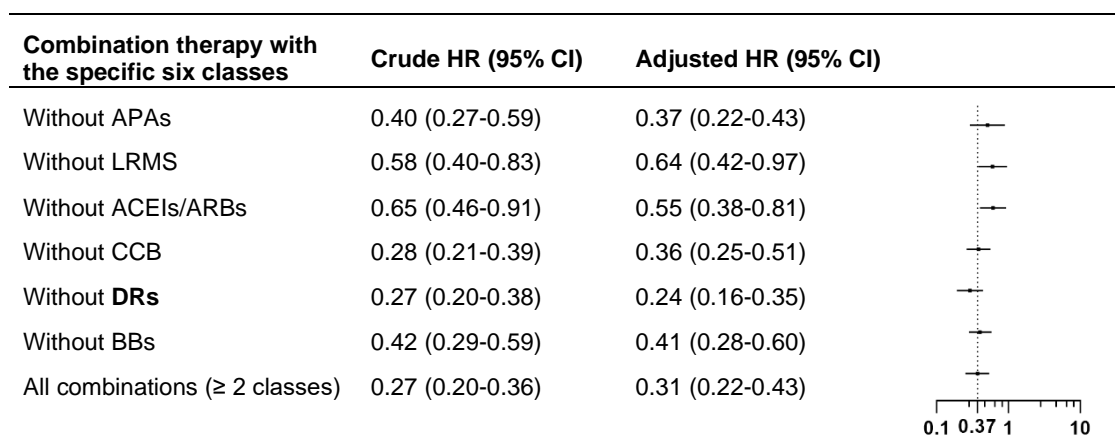 Combination therapy with
the specific six classes
Crude HR (95% CI)
Adjusted HR (95% CI)
Without APAs 0.40 (0.27-0.59) 0.37 (0.22-0.43)
Without LRMS 0.58 (0.40-0.83) 0.64 (0.42-0.97)
Without ACEIs/ARBs 0.65 (0.46-0.91) 0.55 (0.38-0.81)
Without CCB 0.28 (0.21-0.39) 0.36 (0.25-0.51)
Without DRs 0.27 (0.20-0.38) 0.24 (0.16-0.35)
Without BBs 0.42 (0.29-0.59) 0.41 (0.28-0.60)
All combinations (≥ 2 classes) 0.27 (0.20-0.36) 0.31 (0.22-0.43)
0.1 0.37 1 10